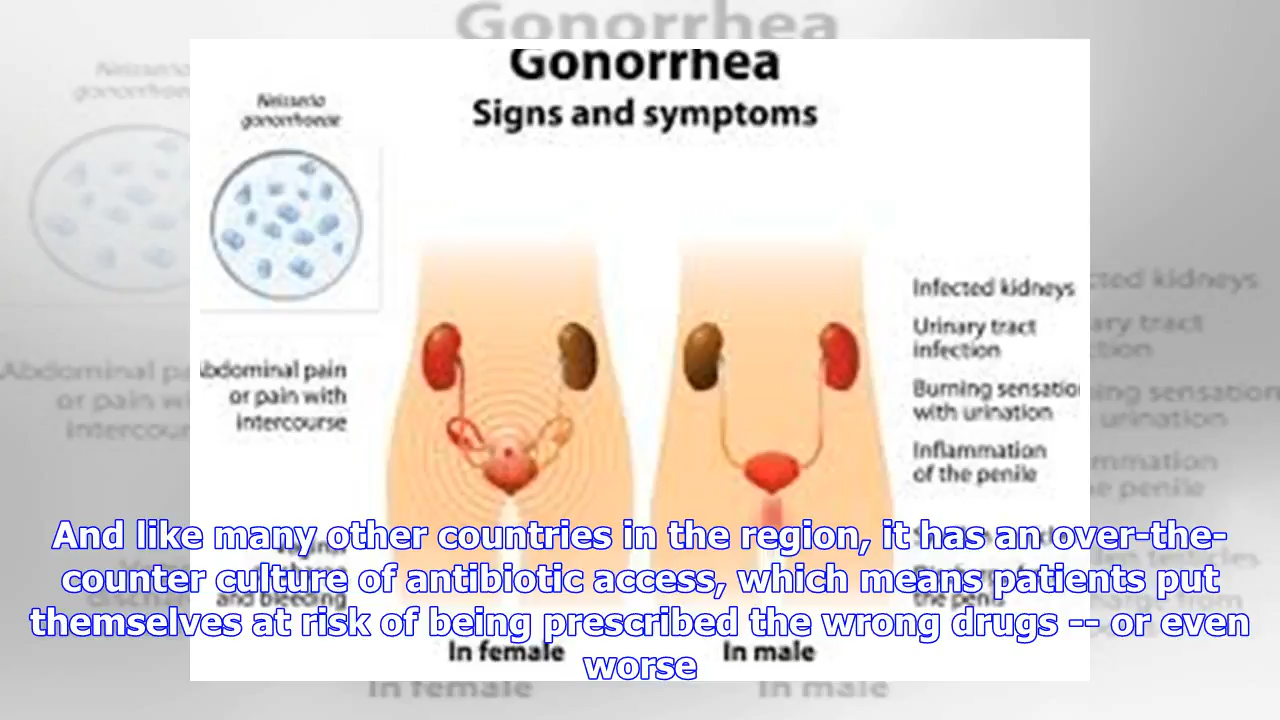 Gonorrhea
Gonorrhea
Signs and symptoms
Neisseria
gonorrhoeae
Abdominal pain
or pain with
intercourse
Infected kidneys
Urinary tract
infection
Burning sensatio
with urination
Inflammation
of the penile
and bleeding
the penis
And like many other countries in the region, it has an over-the-
counter culture of antibiotic access, which means patients put
themselves at risk of being prescribed the wrong drugs -- or even
worse
In female
In male